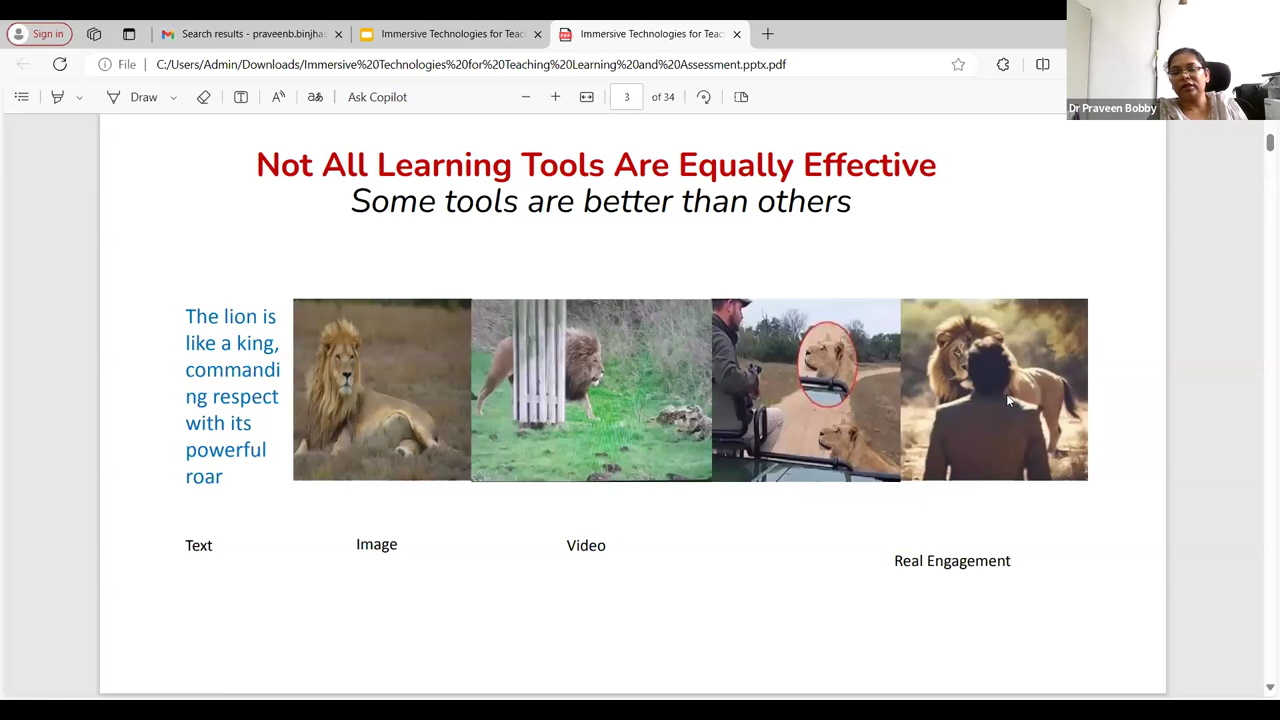 Sign in
Search results - praveenb.binjha
Immersive Technologies for Teac
Immersive Technologies for Teac
File
C:/Users/Admin/Downloads/Immersive%20Technologies%20for%20Teaching%20Learning%20and%20Assessment.pptx.pdf
Draw
Ask Copilot
3
of 34
Dr Praveen Bobby
Not All Learning Tools Are Equally Effective
Some tools are better than others
The lion is
like a king,
commandi
ng respect
with its
powerful
roar
Text
Image
Video
Real Engagement